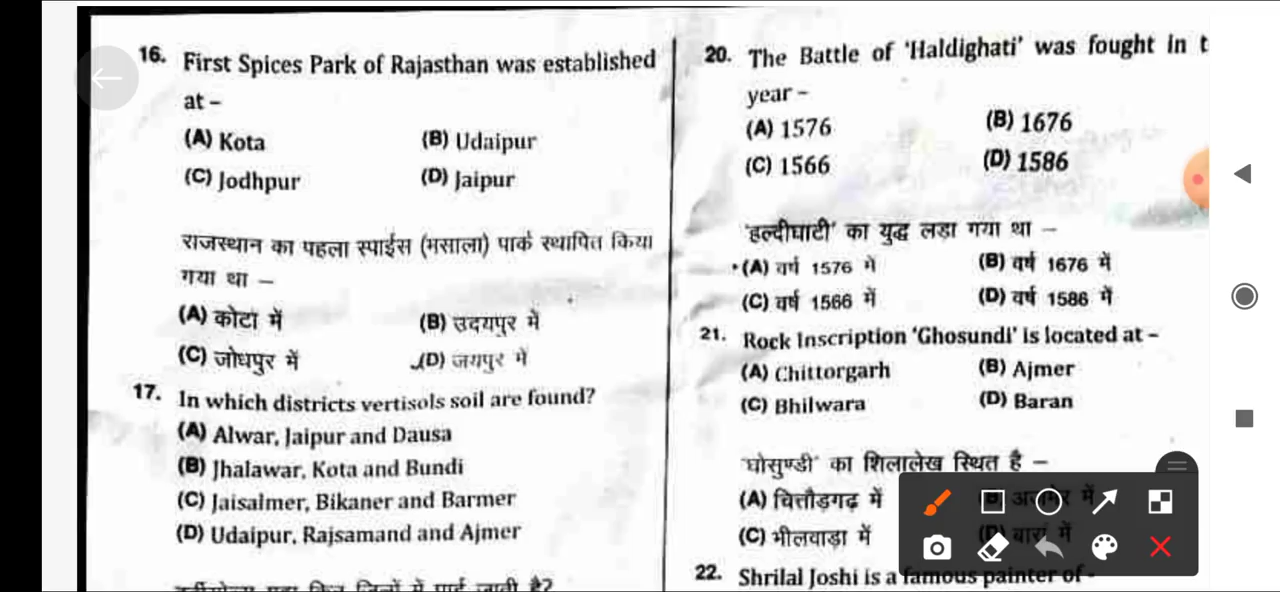 16. First Spices Park of Rajasthan was established
at –
(A) Kota (B) Udaipur
(C) Jodhpur (D) Jaipur
राजस्थान का पहला स्पाईस (मसाला) पार्क स्थापित किया
गया था –
(A) कोटा में (B) उदयपुर में
(C) जोधपुर में (D) जयपुर में
17. In which districts vertisols soil are found?
(A) Alwar, Jaipur and Dausa
(B) Jhalawar, Kota and Bundi
(C) Jaisalmer, Bikaner and Barmer
(D) Udaipur, Rajsamand and Ajmer
किन जिलों में पाई जाती है?
20. The Battle of 'Haldighati' was fought in t
year –
(A) 1576 (B) 1676
(C) 1566 (D) 1586
'हल्दीघाटी' का युद्ध लड़ा गया था –
(A) वर्ष 1576 में (B) वर्ष 1676 में
(C) वर्ष 1566 में (D) वर्ष 1586 में
21. Rock Inscription 'Ghosundi' is located at –
(A) Chittorgarh (B) Ajmer
(C) Bhilwara (D) Baran
'घोसुण्डी' का शिलालेख स्थित है –
(A) चित्तौड़गढ़ में (B) अजमेर में
(C) भीलवाड़ा में (D) बारां में
22. Shrilal Joshi is a famous painter of -